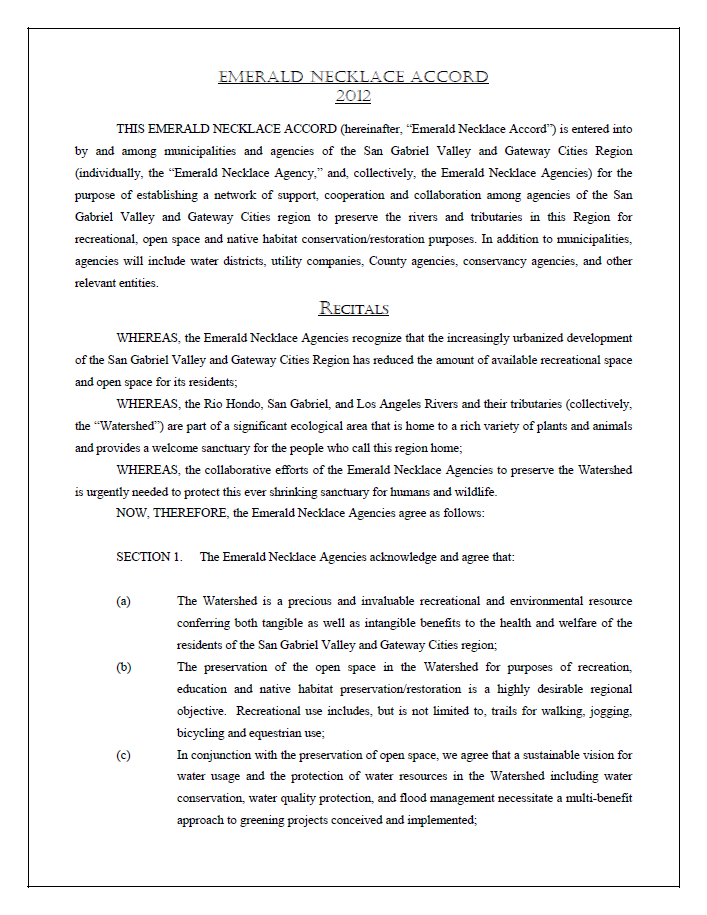 EMERALD NECKLACE ACCORD
2012
THIS EMERALD NECKLACE ACCORD (hereinafter, “Emerald Necklace Accord”) is entered into
by and among municipalities and agencies of the San Gabriel Valley and Gateway Cities Region
(individually, the “Emerald Necklace Agency,” and, collectively, the Emerald Necklace Agencies) for the
purpose of establishing a network of support, cooperation and collaboration among agencies of the San
Gabriel Valley and Gateway Cities region to preserve the rivers and tributaries in this Region for
recreational, open space and native habitat conservation/restoration purposes. In addition to municipalities,
agencies will include water districts, utility companies, County agencies, conservancy agencies, and other
relevant entities.
RECITALS
WHEREAS, the Emerald Necklace Agencies recognize that the increasingly urbanized development
of the San Gabriel Valley and Gateway Cities Region has reduced the amount of available recreational space
and open space for its residents;
WHEREAS, the Rio Hondo, San Gabriel, and Los Angeles Rivers and their tributaries (collectively,
the “Watershed”) are part of a significant ecological area that is home to a rich variety of plants and animals
and provides a welcome sanctuary for the people who call this region home;
WHEREAS, the collaborative efforts of the Emerald Necklace Agencies to preserve the Watershed
is urgently needed to protect this ever shrinking sanctuary for humans and wildlife.
NOW, THEREFORE, the Emerald Necklace Agencies agree as follows:
SECTION 1. The Emerald Necklace Agencies acknowledge and agree that:
(a) The Watershed is a precious and invaluable recreational and environmental resource
conferring both tangible as well as intangible benefits to the health and welfare of the
residents of the San Gabriel Valley and Gateway Cities region;
(b) The preservation of the open space in the Watershed for purposes of recreation,
education and native habitat preservation/restoration is a highly desirable regional
objective. Recreational use includes, but is not limited to, trails for walking, jogging,
bicycling and equestrian use;
(c) In conjunction with the preservation of open space, we agree that a sustainable vision for
water usage and the protection of water resources in the Watershed including water
conservation, water quality protection, and flood management necessitate a multi-benefit
approach to greening projects conceived and implemented;